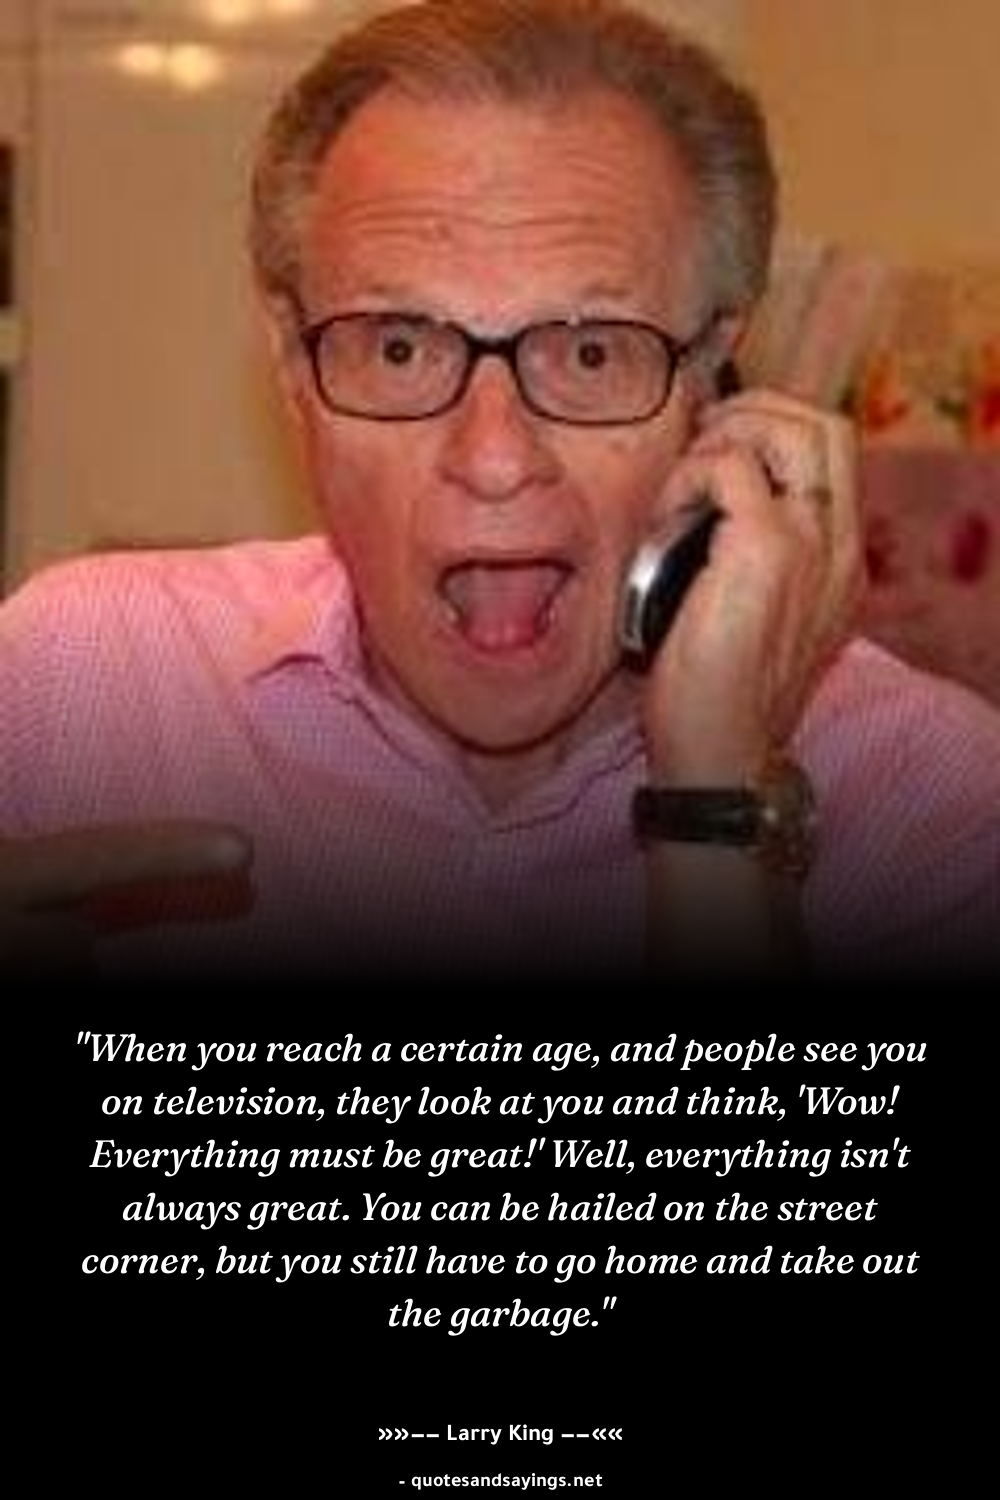 "When you reach a certain age, and people see you
on television, they look at you and think, 'Wow!
Everything must be great!' Well, everything isn't
always great. You can be hailed on the street
corner, but you still have to go home and take out
the garbage."
»»–– Larry King ––««
- quotesandsayings.net